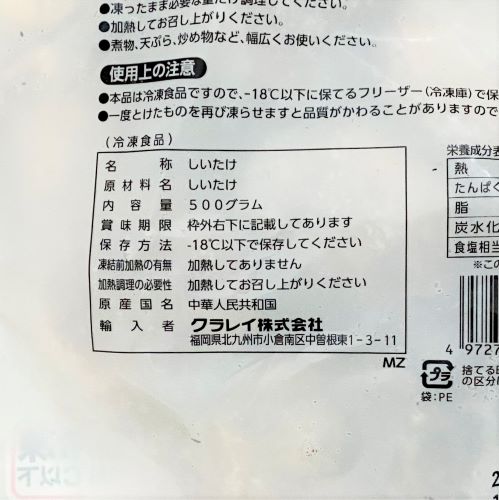 ●凍ったまま必要な量だけ調理してください。
●加熱してお召し上がりください。
●煮物、天ぷら、炒め物など、幅広くお使いください。
使用上の注意
●本品は冷凍食品ですので、-18℃以下に保てるフリーザー(冷凍庫)で保
●一度とけたものを再び凍らせますと品質がかわることがありますので
(冷凍食品)
名称 しいたけ
原材料名 しいたけ
内容量 500グラム
賞味期限 枠外右下に記載してあります
保存方法 -18℃以下で保存してください
凍結前加熱の有無 加熱してありません
加熱調理の必要性 加熱してお召し上がりください
原産国名 中華人民共和国
輸入者 クラレイ株式会社
福岡県北九州市小倉南区中曽根東1-3-11
MZ
栄養成分表
熱
たんぱく
脂
炭水化
食塩相当
※この
4 9727
プラ
捨てる時
の区分に
袋:PE
2